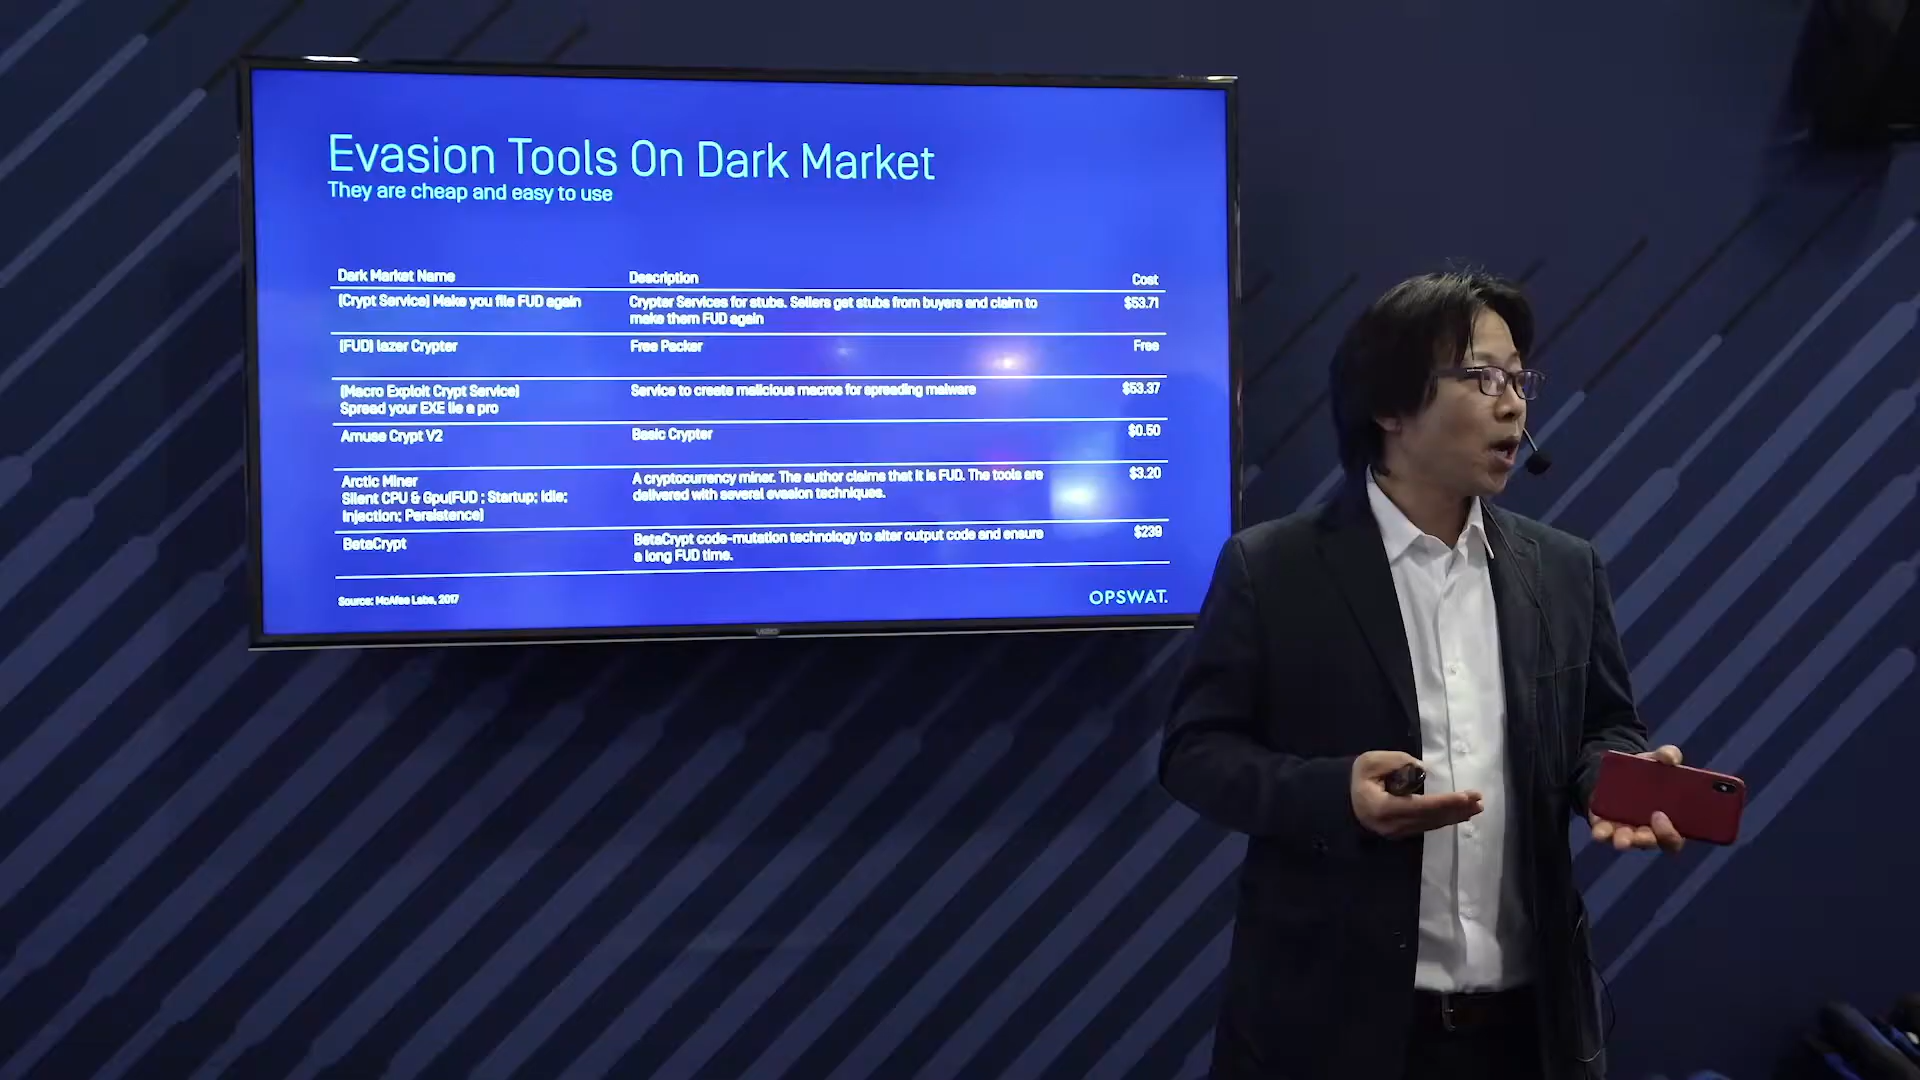 Evasion Tools On Dark Market
They are cheap and easy to use
Dark Market Name Description Cost
[Crypt Service] Make you file FUD again Crypter Services for stubs. Sellers get stubs from buyers and claim to $53.71
make them FUD again
[FUD] lazer Crypter Free Packer Free
[Macro Exploit Crypt Service] Service to create malicious macros for spreading malware $53.37
Spread your EXE lie a pro
Amuse Crypt V2 Basic Crypter $0.50
Arctic Miner A cryptocurrency miner. The author claims that it is FUD. The tools are $3.20
Silent CPU & Gpu[FUD ; Startup; Idle; delivered with several evasion techniques.
Injection; Persistence]
BetaCrypt BetaCrypt code-mutation technology to alter output code and ensure $239
a long FUD time.
Source: McAfee Labs, 2017
OPSWAT.
VIZIO